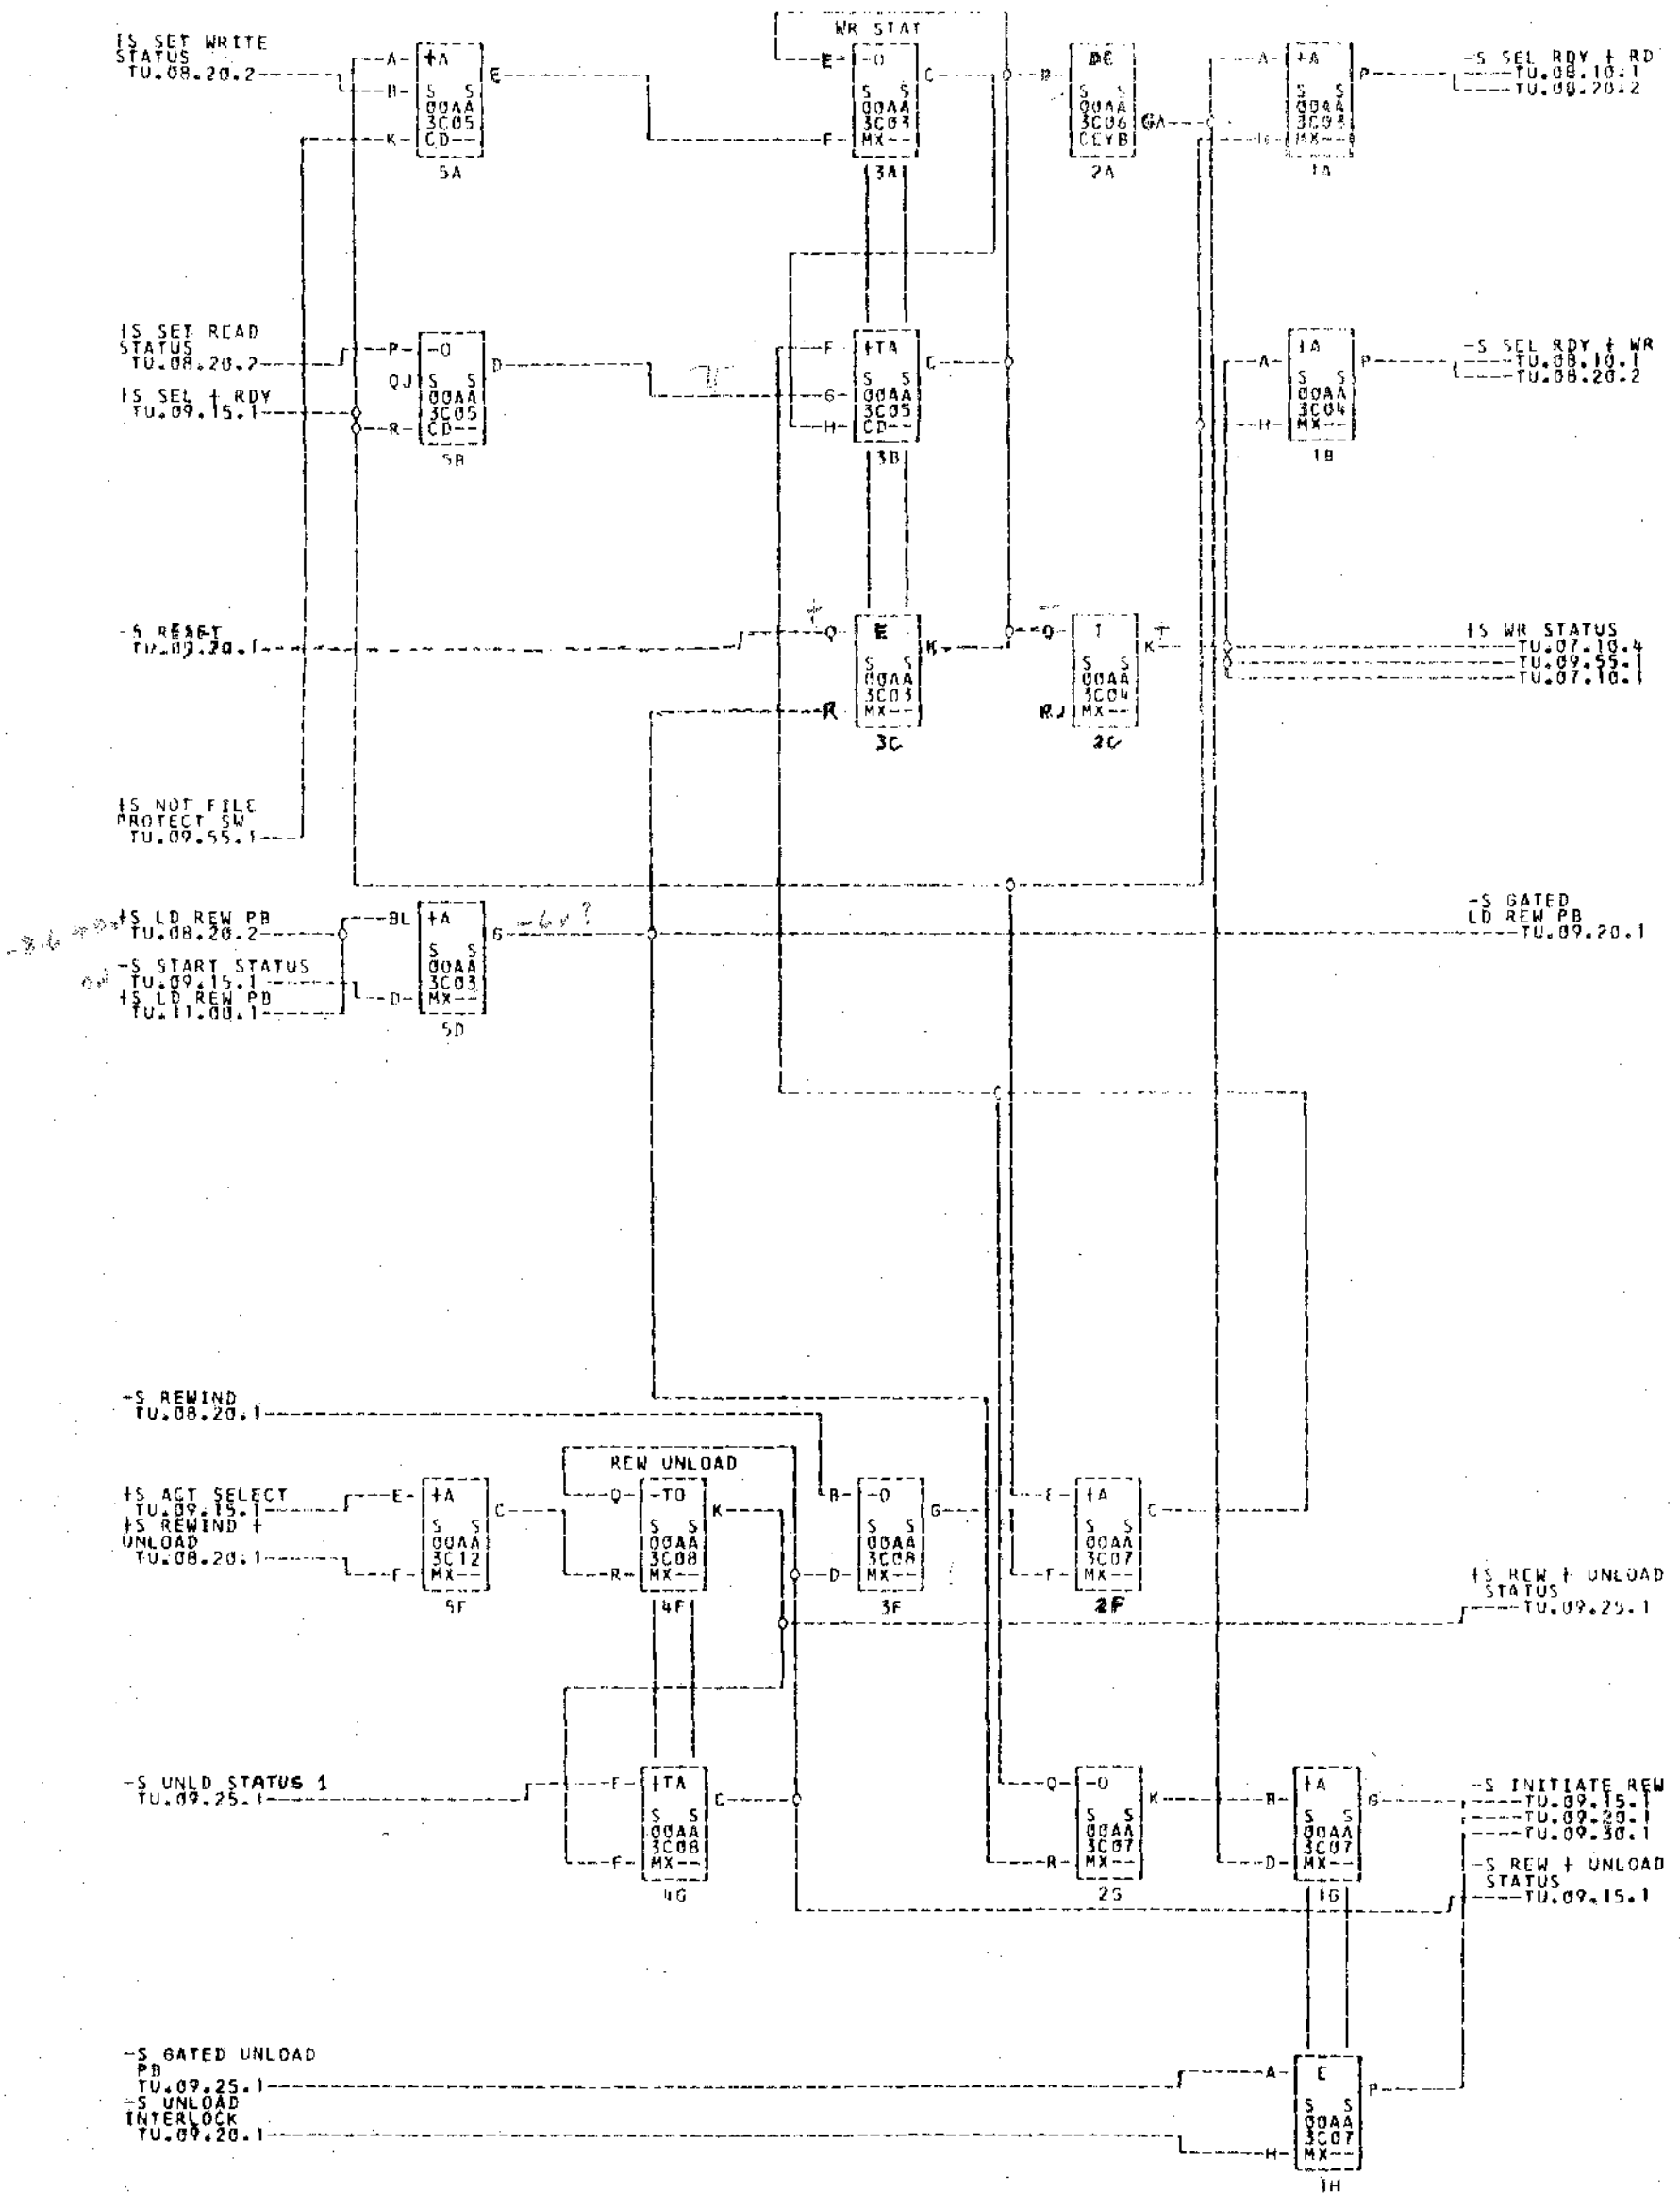 WR STAT
+S SET WRITE
STATUS
TU.08.20.2
A +A E
B
S S
00AA
3C05
K CD--
5A
E -O C
S S
00AA
3C03
F MX--
3A
B DE
S S
00AA
3C06 GA
CEYB
2A
A +A P
S S
00AA
3C03
H MX--
1A
-S SEL RDY + RD
TU.08.10.1
TU.08.20.2
+S SET READ
STATUS
TU.08.20.2
+S SEL + RDY
TU.09.15.1
P -O D
QJ S S
00AA
3C05
R CD--
5B
F +TA C
S S
G 00AA
3C05
H CD--
3B
A +A P
S S
00AA
3C04
H MX--
1B
-S SEL RDY + WR
TU.08.10.1
TU.08.20.2
-S RESET
TU.09.20.1
+
Q E K
S S
00AA
3C03
R MX--
3C
-
Q I K +
S S
00AA
3C04
RJ MX--
2C
+S WR STATUS
TU.07.10.4
TU.09.55.1
TU.07.10.1
+S NOT FILE
PROTECT SW
TU.09.55.1
+S LD REW PB
TU.08.20.2
-S START STATUS
TU.09.15.1
+S LD REW PB
TU.11.00.1
BL +A G -6v?
S S
00AA
3C03
D MX--
5D
-S GATED
LD REW PB
TU.09.20.1
-S REWIND
TU.08.20.1
REW UNLOAD
+S ACT SELECT
TU.09.15.1
+S REWIND +
UNLOAD
TU.08.20.1
E +A C
S S
00AA
3C12
F MX--
5F
Q -TO K
S S
00AA
3C08
R MX--
4F
B -O G
S S
00AA
3C08
D MX--
3F
E +A C
S S
00AA
3C07
F MX--
2F
+S REW + UNLOAD
STATUS
TU.09.25.1
-S UNLD STATUS 1
TU.09.25.1
E +TA C
S S
00AA
3C08
F MX--
4G
Q -O K
S S
00AA
3C07
R MX--
2G
B +A G
S S
00AA
3C07
D MX--
1G
-S INITIATE REW
TU.09.15.1
TU.09.20.1
TU.09.30.1
-S REW + UNLOAD
STATUS
TU.09.15.1
-S GATED UNLOAD
PB
TU.09.25.1
-S UNLOAD
INTERLOCK
TU.09.20.1
A E P
S S
00AA
3C07
H MX--
1H